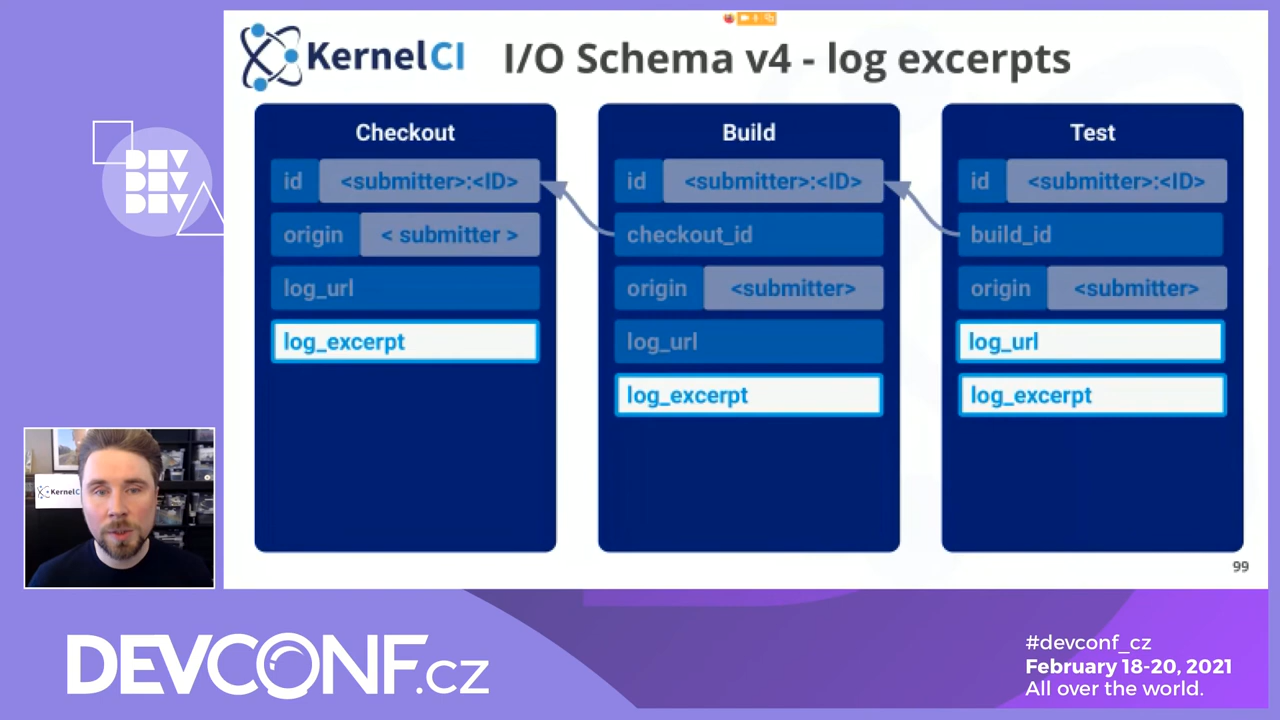 KernelCI
I/O Schema v4 - log excerpts
Checkout
id <submitter>:<ID>
origin < submitter >
log_url
log_excerpt
Build
id <submitter>:<ID>
checkout_id
origin <submitter>
log_url
log_excerpt
Test
id <submitter>:<ID>
build_id
origin <submitter>
log_url
log_excerpt
99
DEV
DEV
DEV
KernelC
DEVCONF.cz
#devconf_cz
February 18-20, 2021
All over the world.